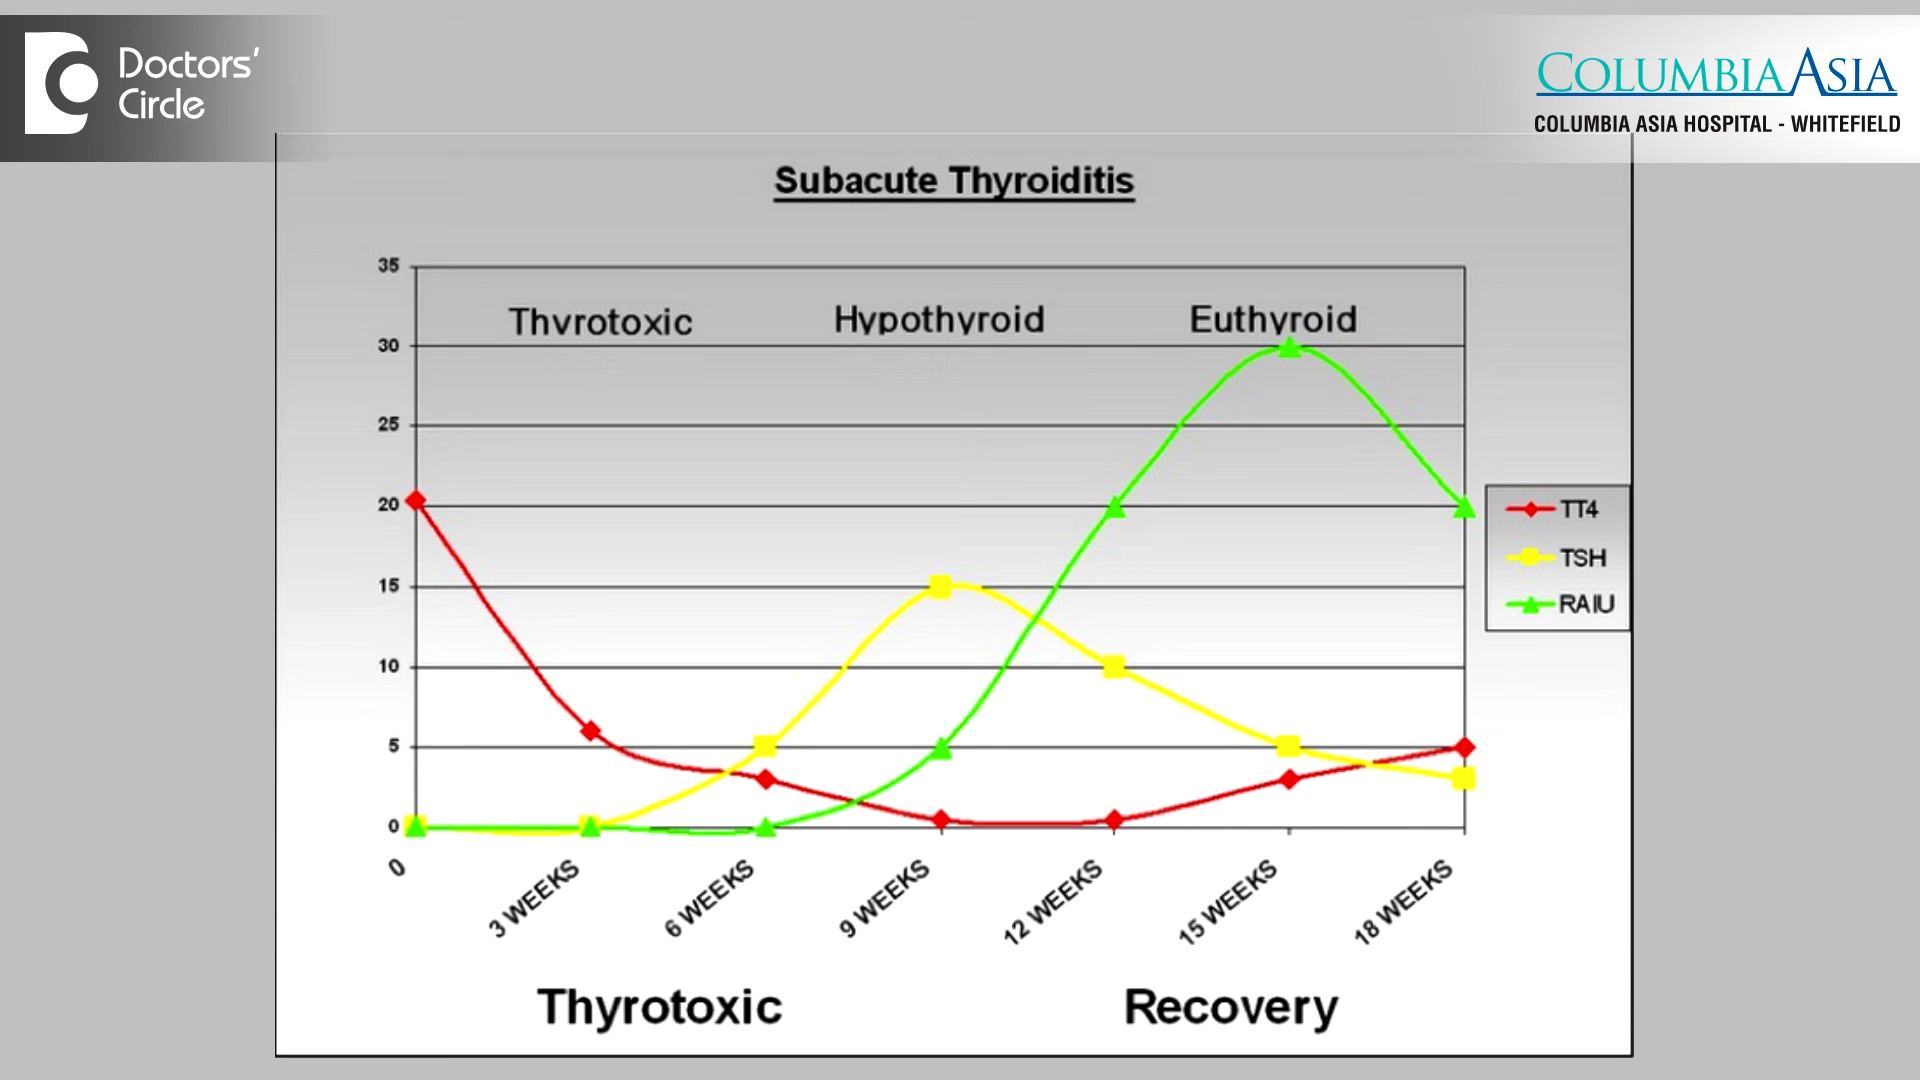 Doctors'
Circle
COLUMBIA ASIA
COLUMBIA ASIA HOSPITAL - WHITEFIELD
Subacute Thyroiditis
35
Thyrotoxic Hypothyroid Euthyroid
30
25
20
15
10
5
0
TT4
TSH
RAIU
0 3 WEEKS 6 WEEKS 9 WEEKS 12 WEEKS 15 WEEKS 18 WEEKS
Thyrotoxic Recovery